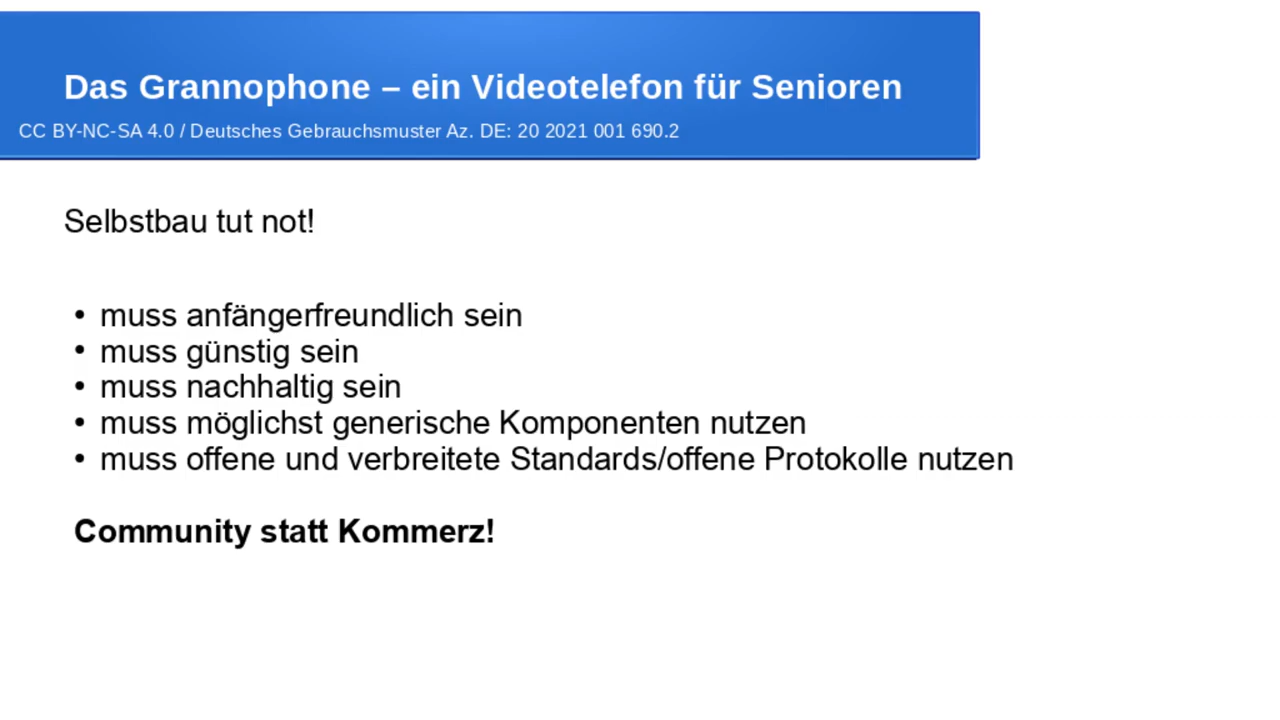 Das Grannophone – ein Videotelefon für Senioren
CC BY-NC-SA 4.0 / Deutsches Gebrauchsmuster Az. DE: 20 2021 001 690.2
Selbstbau tut not!
• muss anfängerfreundlich sein
• muss günstig sein
• muss nachhaltig sein
• muss möglichst generische Komponenten nutzen
• muss offene und verbreitete Standards/offene Protokolle nutzen
Community statt Kommerz!